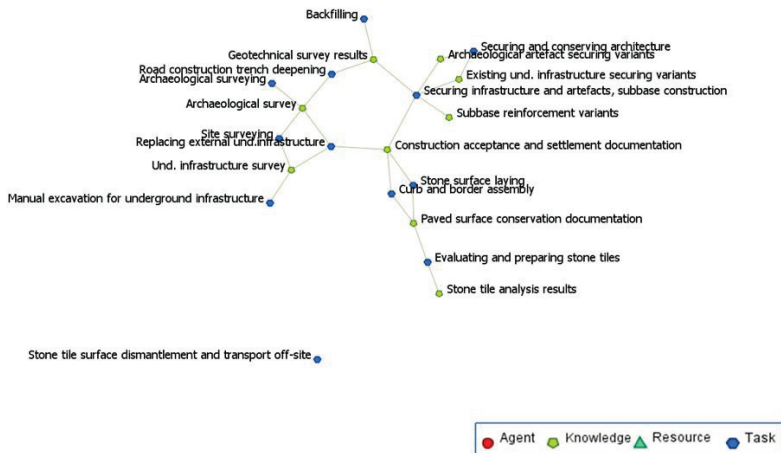 Backfilling
Securing and conserving architecture
Geotechnical survey results
Archaeological artefact securing variants
Road construction trench deepening
Existing und. infrastructure securing variants
Archaeological surveying
Securing infrastructure and artefacts, subbase construction
Archaeological survey
Subbase reinforcement variants
Site surveying
Replacing external und.infrastructure
Construction acceptance and settlement documentation
Und. infrastructure survey
Stone surface laying
Curb and border assembly
Manual excavation for underground infrastructure
Paved surface conservation documentation
Evaluating and preparing stone tiles
Stone tile analysis results
Stone tile surface dismantlement and transport off-site
Agent Knowledge Resource Task